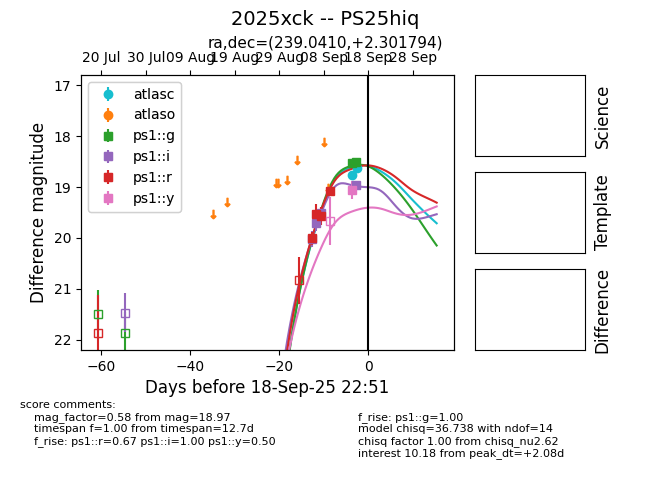 2025xck -- PS25hiq
ra,dec=(239.0410,+2.301794)
20 Jul 30 Jul 09 Aug 19 Aug 29 Aug 08 Sep 18 Sep 28 Sep
atlasc
atlaso
ps1::g
ps1::i
ps1::r
ps1::y
17
18
19
20
21
22
Difference magnitude
−60 −40 −20 0
Days before 18-Sep-25 22:51
Science
Template
Difference
score comments:
mag_factor=0.58 from mag=18.97
timespan f=1.00 from timespan=12.7d
f_rise: ps1::r=0.67 ps1::i=1.00 ps1::y=0.50
f_rise: ps1::g=1.00
model chisq=36.738 with ndof=14
chisq factor 1.00 from chisq_nu2.62
interest 10.18 from peak_dt=+2.08d